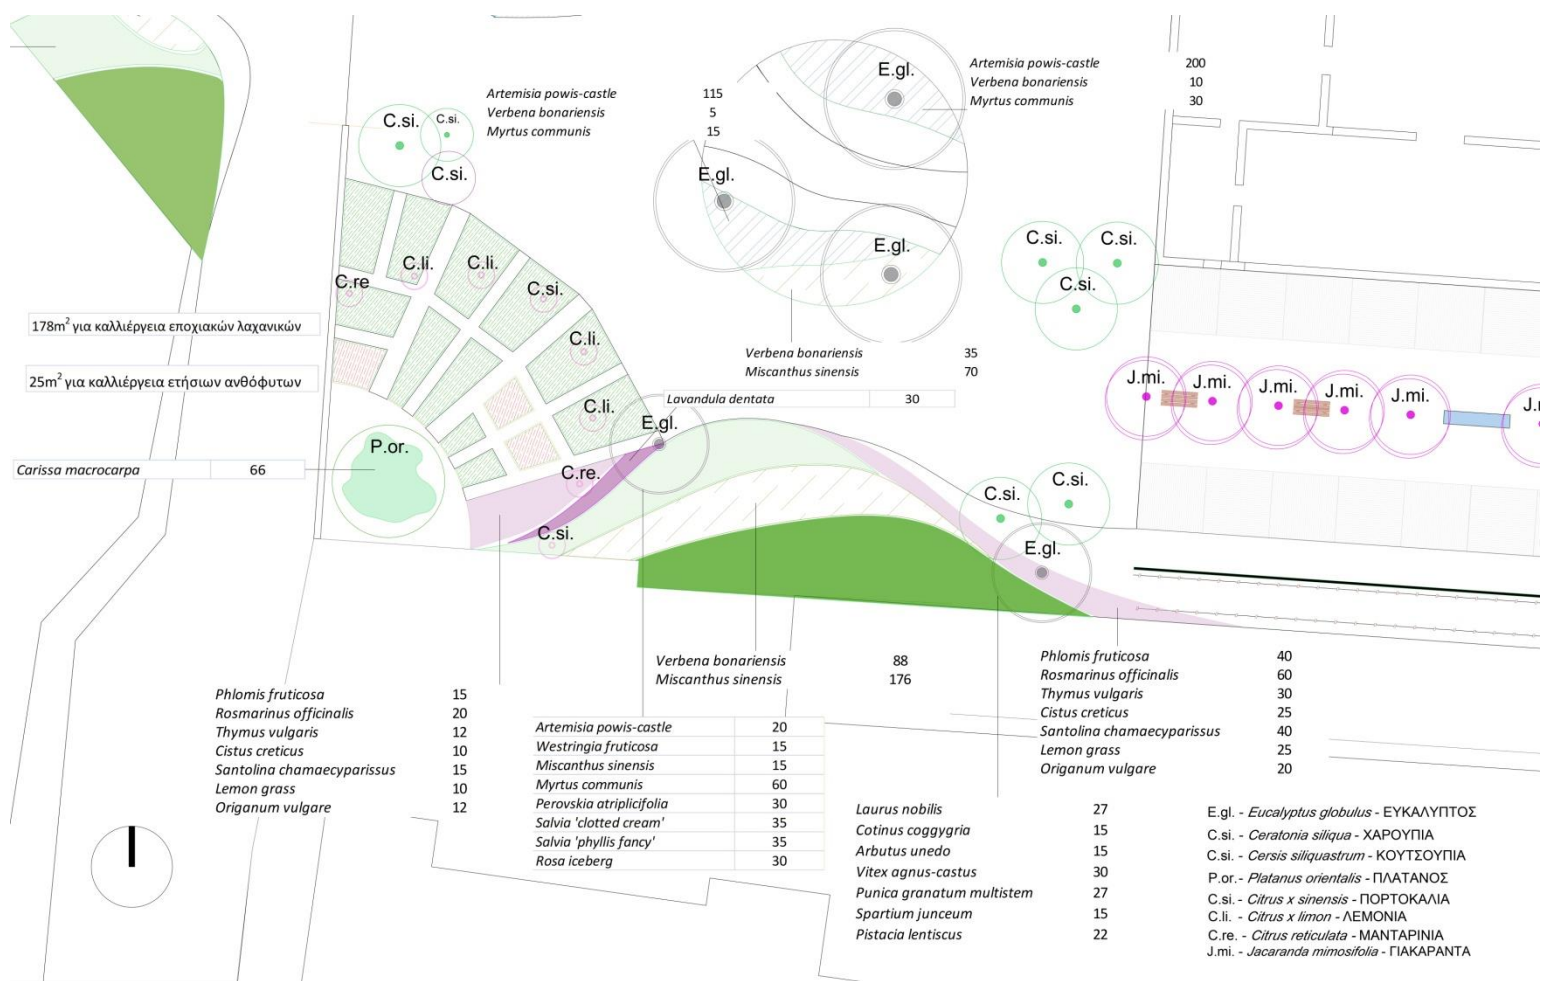 Artemisia powis-castle 115
Verbena bonariensis 5
Myrtus communis 15
Artemisia powis-castle 200
Verbena bonariensis 10
Myrtus communis 30
E.gl.
E.gl.
E.gl.
C.si.
C.si.
C.si.
C.si.
C.si.
C.si.
C.re
C.li.
C.li.
C.si.
C.li.
C.li.
178m² για καλλιέργεια εποχιακών λαχανικών
25m² για καλλιέργεια ετήσιων ανθόφυτων
Verbena bonariensis 35
Miscanthus sinensis 70
Lavandula dentata 30
J.mi.
J.mi.
J.mi.
J.mi.
J.mi.
E.gl.
P.or.
Carissa macrocarpa 66
C.re.
C.si.
C.si.
C.si.
E.gl.
Verbena bonariensis 88
Miscanthus sinensis 176
Phlomis fruticosa 15
Rosmarinus officinalis 20
Thymus vulgaris 12
Cistus creticus 10
Santolina chamaecyparissus 15
Lemon grass 10
Origanum vulgare 12
Artemisia powis-castle 20
Westringia fruticosa 15
Miscanthus sinensis 15
Myrtus communis 60
Perovskia atriplicifolia 30
Salvia 'clotted cream' 35
Salvia 'phyllis fancy' 35
Rosa iceberg 30
Phlomis fruticosa 40
Rosmarinus officinalis 60
Thymus vulgaris 30
Cistus creticus 25
Santolina chamaecyparissus 40
Lemon grass 25
Origanum vulgare 20
Laurus nobilis 27
Cotinus coggygria 15
Arbutus unedo 15
Vitex agnus-castus 30
Punica granatum multistem 27
Spartium junceum 15
Pistacia lentiscus 22
E.gl. - Eucalyptus globulus - ΕΥΚΑΛΥΠΤΟΣ
C.si. - Ceratonia siliqua - ΧΑΡΟΥΠΙΑ
C.si. - Cersis siliquastrum - ΚΟΥΤΣΟΥΠΙΑ
P.or. - Platanus orientalis - ΠΛΑΤΑΝΟΣ
C.si. - Citrus x sinensis - ΠΟΡΤΟΚΑΛΙΑ
C.li. - Citrus x limon - ΛΕΜΟΝΙΑ
C.re. - Citrus reticulata - ΜΑΝΤΑΡΙΝΙΑ
J.mi. - Jacaranda mimosifolia - ΓΙΑΚΑΡΑΝΤΑ